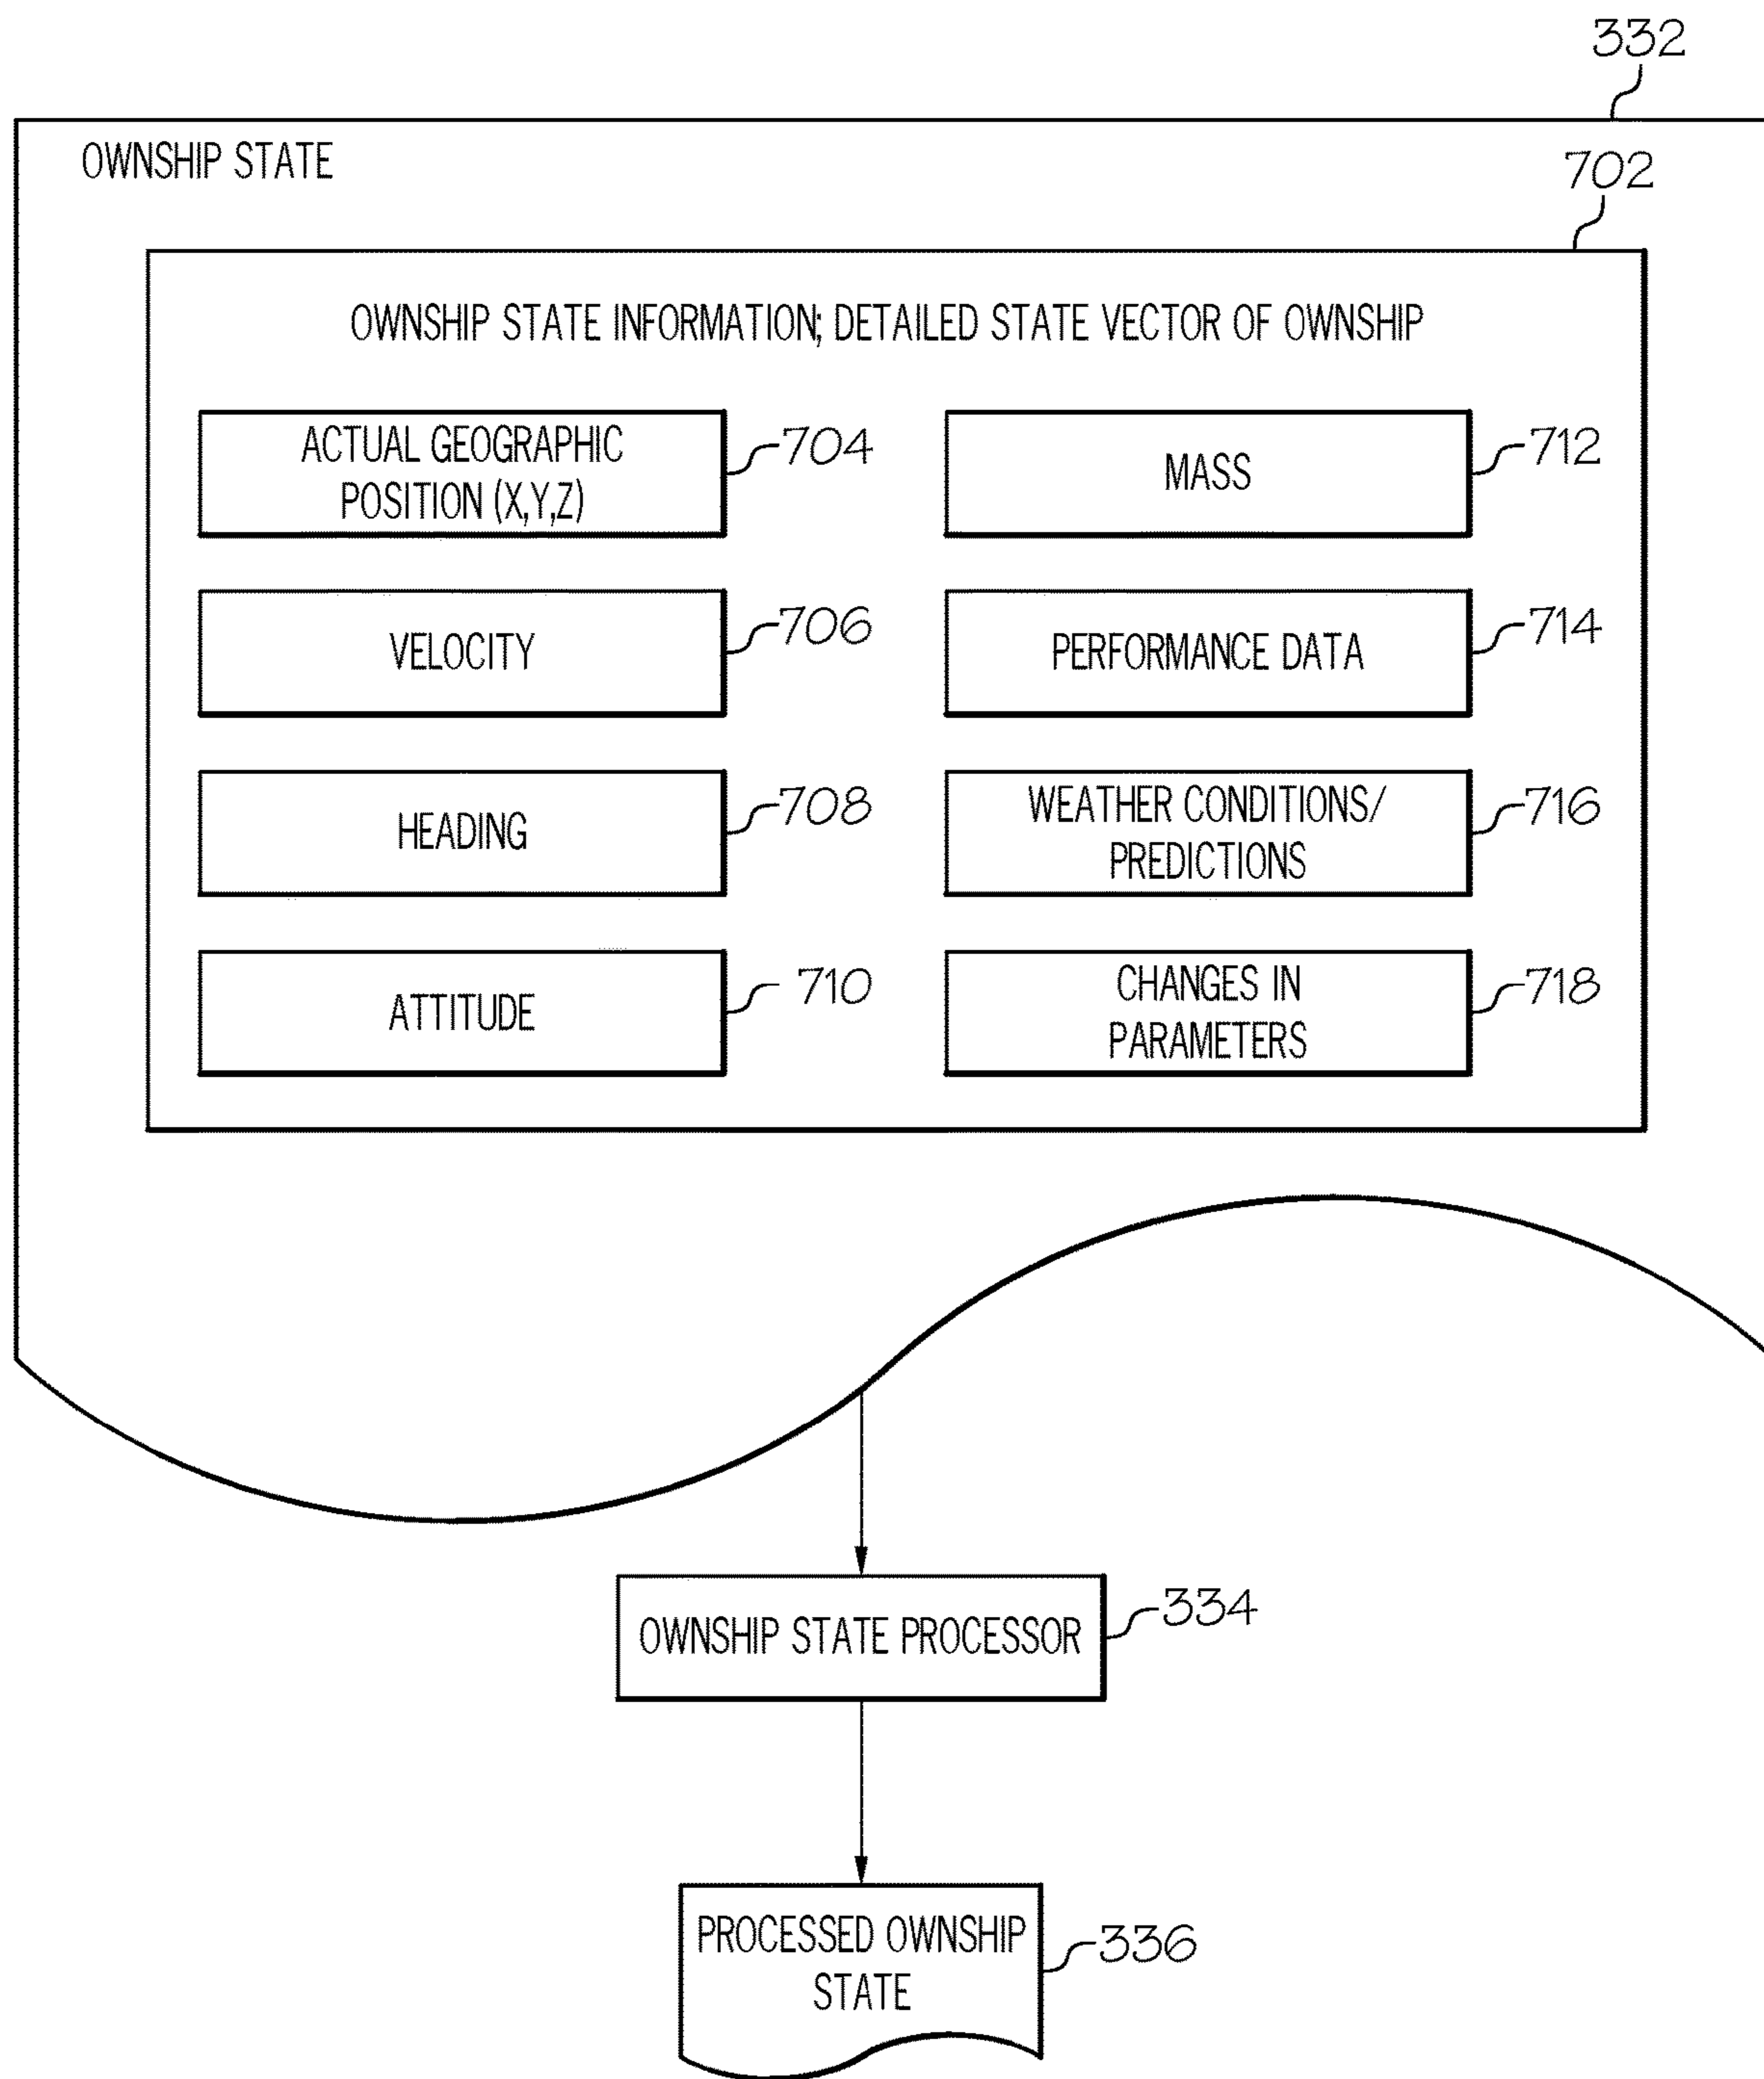 332
OWNSHIP STATE
702
OWNSHIP STATE INFORMATION; DETAILED STATE VECTOR OF OWNSHIP
ACTUAL GEOGRAPHIC
POSITION (X,Y,Z)
704
MASS
712
VELOCITY
706
PERFORMANCE DATA
714
HEADING
708
WEATHER CONDITIONS/
PREDICTIONS
716
ATTITUDE
710
CHANGES IN
PARAMETERS
718
OWNSHIP STATE PROCESSOR
334
PROCESSED OWNSHIP
STATE
336